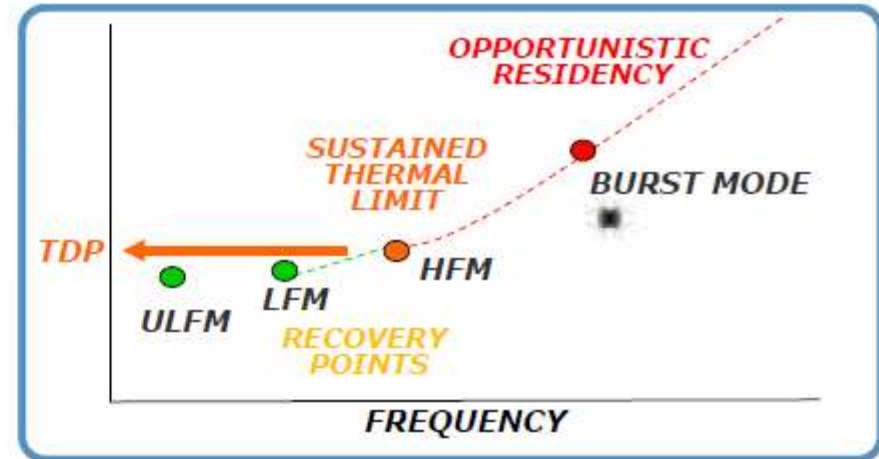 OPPORTUNISTIC
RESIDENCY
SUSTAINED
THERMAL
LIMIT
BURST MODE
TDP
HFM
LFM
ULFM
RECOVERY
POINTS
FREQUENCY